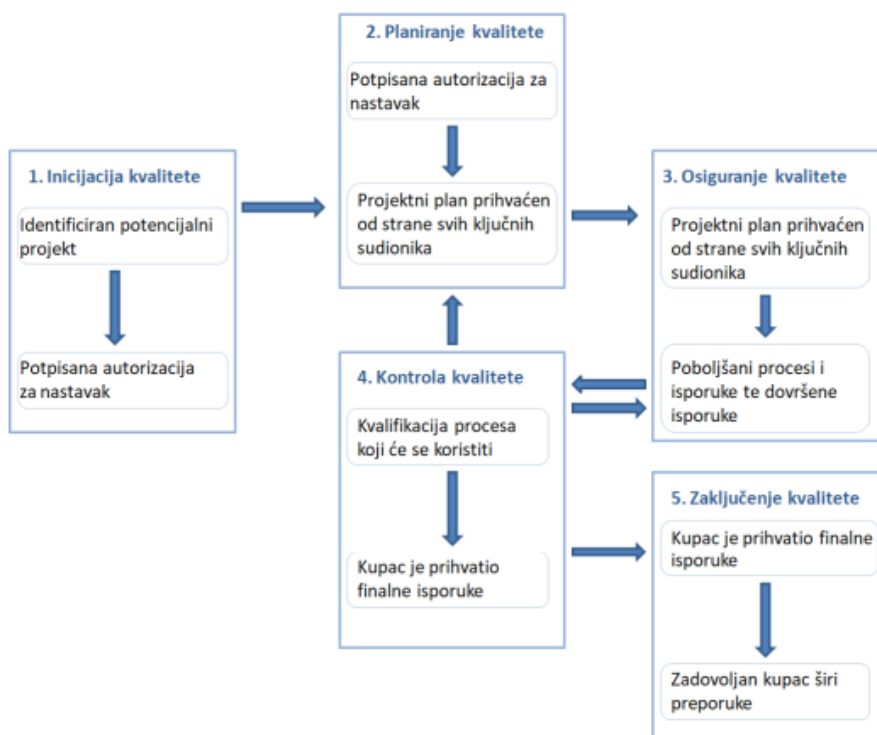 1. Inicijacija kvalitete
Identificiran potencijalni
projekt
Potpisana autorizacija
za nastavak
2. Planiranje kvalitete
Potpisana autorizacija za
nastavak
Projektni plan prihvaćen
od strane svih ključnih
sudionika
3. Osiguranje kvalitete
Projektni plan prihvaćen
od strane svih ključnih
sudionika
Poboljšani procesi i
isporuke te dovršene
isporuke
4. Kontrola kvalitete
Kvalifikacija procesa
koji će se koristiti
Kupac je prihvatio
finalne isporuke
5. Zaključenje kvalitete
Kupac je prihvatio finalne
isporuke
Zadovoljan kupac širi
preporuke